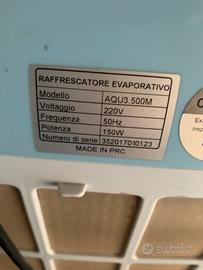 RAFFRESCATORE EVAPORATIVO
Modello AQU3.500M
Voltaggio 220V
Frequenza 50Hz
Potenza 150W
Numero di serie 352017010123
MADE IN PRC
subito